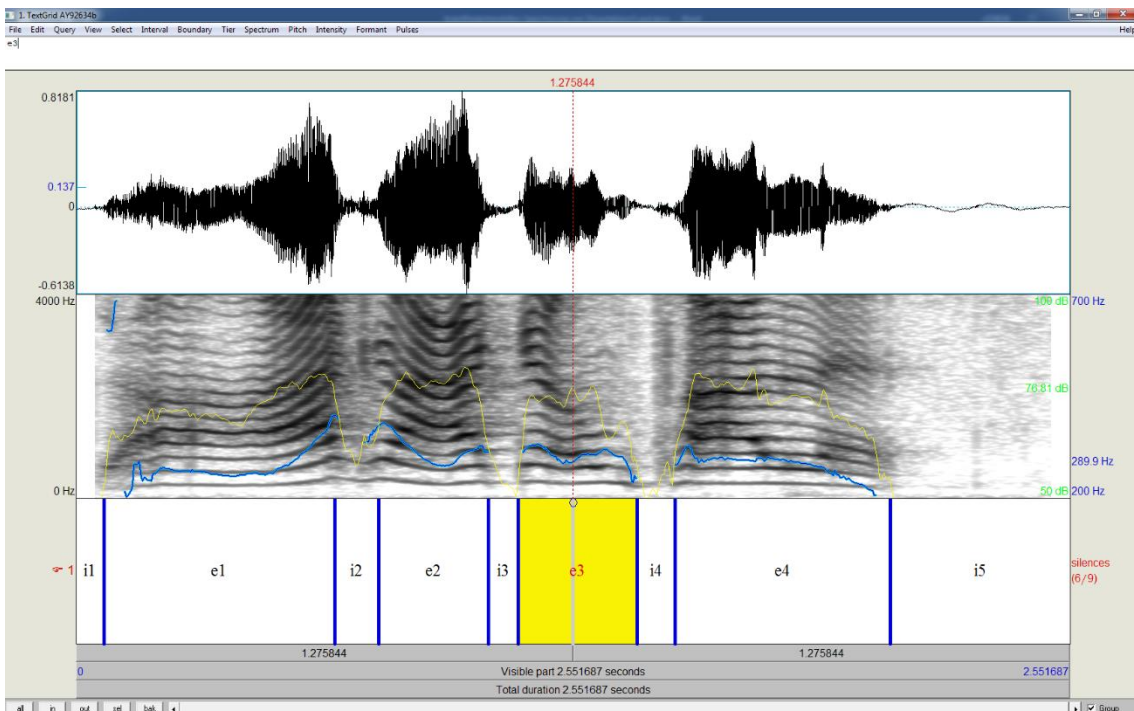 1. TextGrid AY92634b
File Edit Query View Select Interval Boundary Tier Spectrum Pitch Intensity Formant Pulses Help
e3
1.275844
0.8181
0.137
0
-0.6138
4000 Hz 100 dB 700 Hz
76.81 dB
289.9 Hz
0 Hz 50 dB 200 Hz
1 i1 e1 i2 e2 i3 e3 i4 e4 i5 silences
(6/9)
1.275844 1.275844
0 Visible part 2.551687 seconds 2.551687
Total duration 2.551687 seconds
all in out sel bak Group